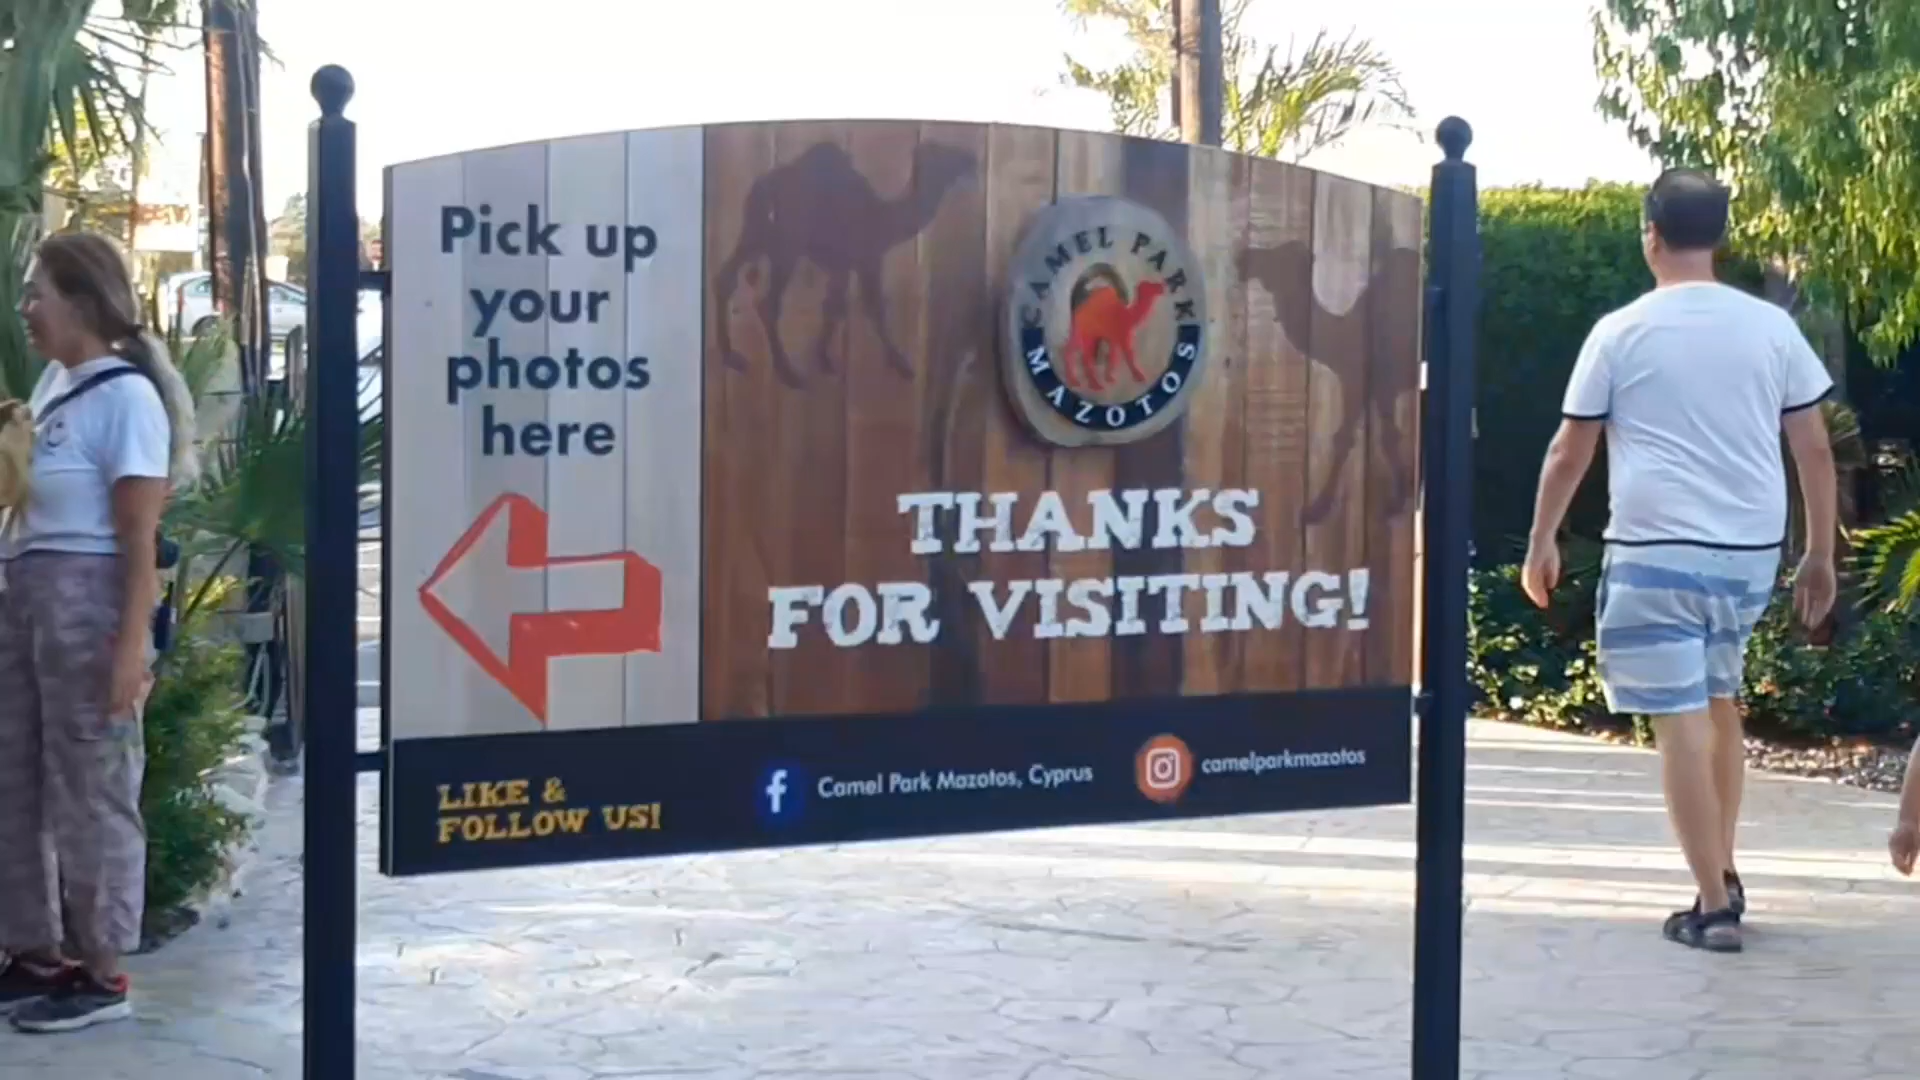 Pick up
your
photos
here
CAMEL PARK
MAZOTOS
THANKS
FOR VISITING!
LIKE &
FOLLOW US!
Camel Park Mazotos, Cyprus
camelparkmazotos